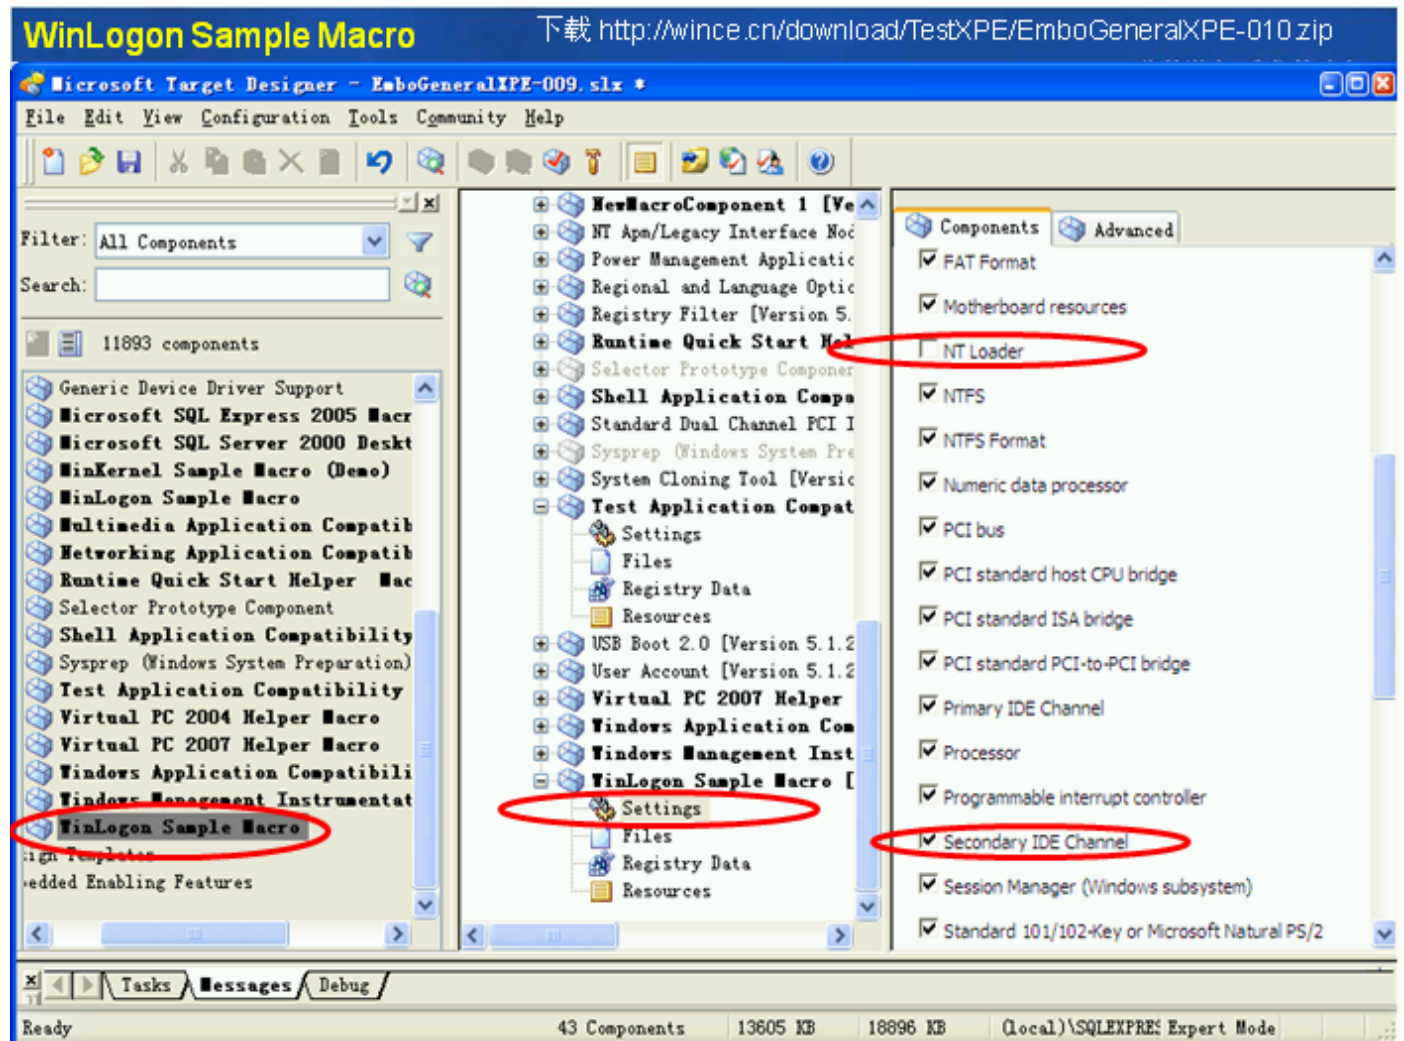 WinLogon Sample Macro
下载 http://wince.cn/download/TestXPE/EmboGeneralXPE-010.zip
Microsoft Target Designer - EmboGeneralXPE-009.slx *
File Edit View Configuration Tools Community Help
Filter: All Components
Search:
11893 components
Generic Device Driver Support
Microsoft SQL Express 2005 Macr
Microsoft SQL Server 2000 Deskt
WinKernel Sample Macro (Demo)
WinLogon Sample Macro
Multimedia Application Compatib
Networking Application Compatib
Runtime Quick Start Helper Mac
Selector Prototype Component
Shell Application Compatibility
Sysprep (Windows System Preparation)
Test Application Compatibility
Virtual PC 2004 Helper Macro
Virtual PC 2007 Helper Macro
Windows Application Compatibili
Windows Management Instrumentat
WinLogon Sample Macro
ign Templates
edded Enabling Features
NewMacroComponent 1 [Ve
NT Apm/Legacy Interface Nod
Power Management Applicatic
Regional and Language Optic
Registry Filter [Version 5.
Runtime Quick Start Hel
Selector Prototype Componer
Shell Application Compa
Standard Dual Channel PCI I
Sysprep (Windows System Pre
System Cloning Tool [Versic
Test Application Compat
Settings
Files
Registry Data
Resources
USB Boot 2.0 [Version 5.1.2
User Account [Version 5.1.2
Virtual PC 2007 Helper
Windows Application Com
Windows Management Inst
WinLogon Sample Macro [
Settings
Files
Registry Data
Resources
Components Advanced
FAT Format
Motherboard resources
NT Loader
NTFS
NTFS Format
Numeric data processor
PCI bus
PCI standard host CPU bridge
PCI standard ISA bridge
PCI standard PCI-to-PCI bridge
Primary IDE Channel
Processor
Programmable interrupt controller
Secondary IDE Channel
Session Manager (Windows subsystem)
Standard 101/102-Key or Microsoft Natural PS/2
Tasks Messages Debug
Ready 43 Components 13605 KB 18896 KB (local)\SQLEXPRES Expert Mode